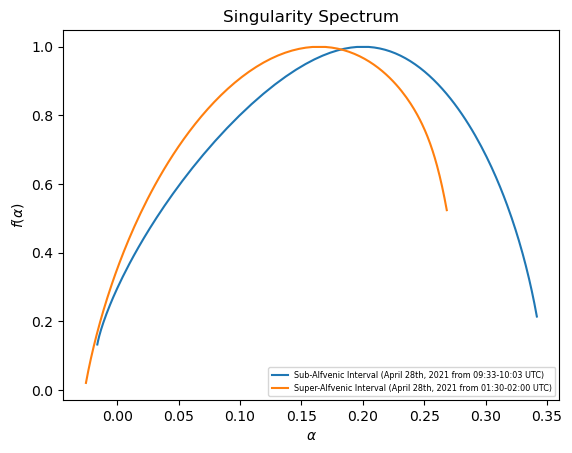 Singularity Spectrum
1.0
0.8
0.6
0.4
0.2
0.0
f(α)
0.00 0.05 0.10 0.15 0.20 0.25 0.30 0.35
α
Sub-Alfvenic Interval (April 28th, 2021 from 09:33-10:03 UTC)
Super-Alfvenic Interval (April 28th, 2021 from 01:30-02:00 UTC)